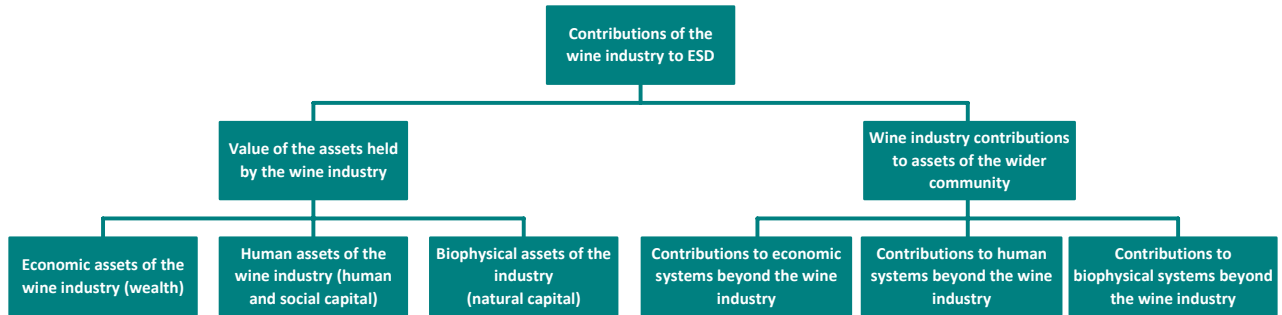 Contributions of the
wine industry to ESD
Value of the assets held
by the wine industry
Wine industry contributions
to assets of the wider
community
Economic assets of the
wine industry (wealth)
Human assets of the
wine industry (human
and social capital)
Biophysical assets of the
industry
(natural capital)
Contributions to economic
systems beyond the wine
industry
Contributions to human
systems beyond the wine
industry
Contributions to
biophysical systems beyond
the wine industry